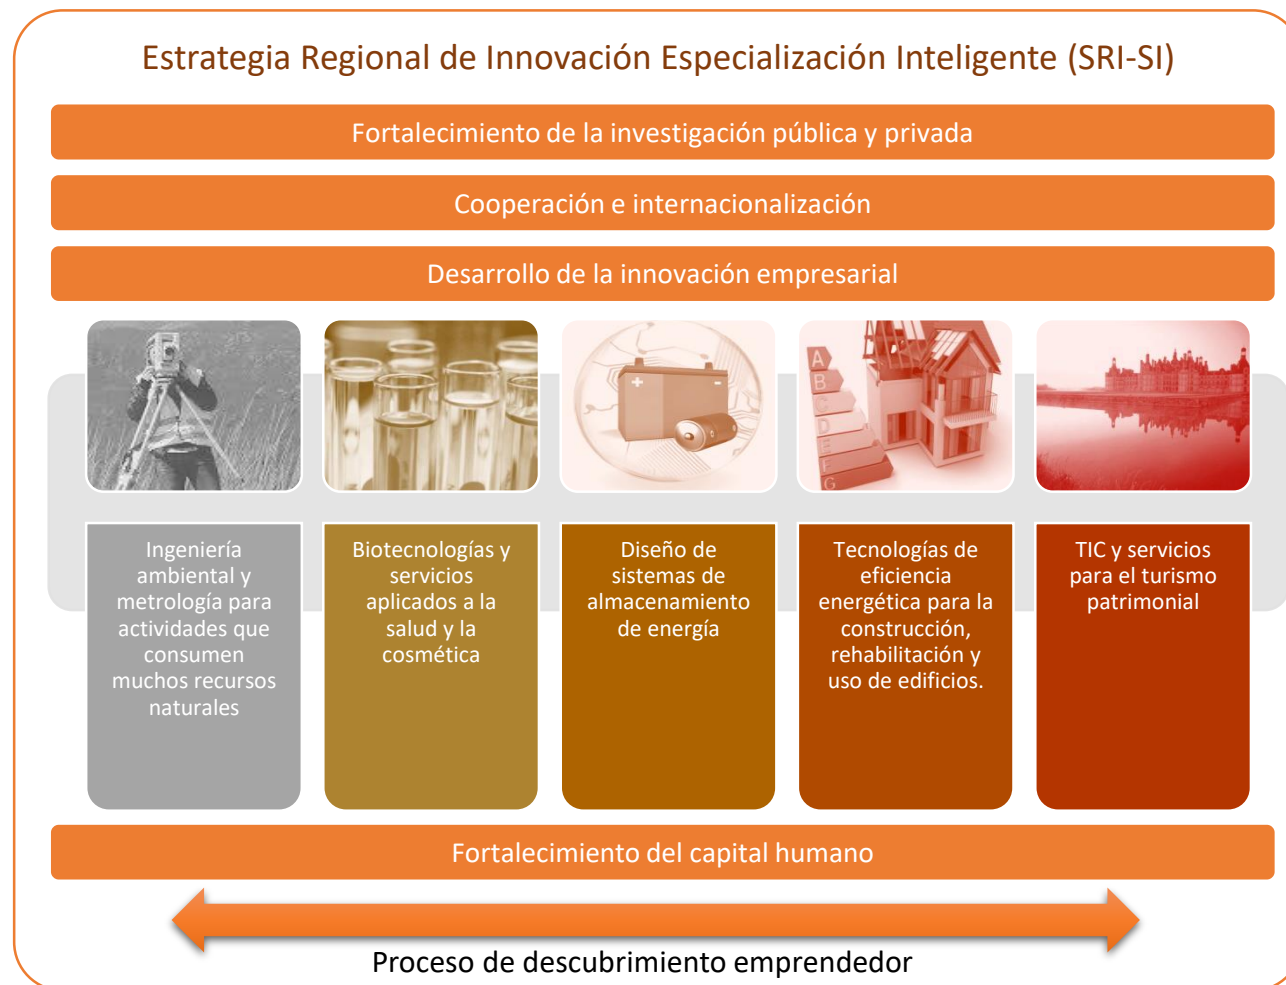 Estrategia Regional de Innovación Especialización Inteligente (SRI-SI)
Fortalecimiento de la investigación pública y privada
Cooperación e internacionalización
Desarrollo de la innovación empresarial
A
B
C
D
E
F
G
Ingeniería
ambiental y
metrología para
actividades que
consumen
muchos recursos
naturales
Biotecnologías y
servicios
aplicados a la
salud y la
cosmética
Diseño de
sistemas de
almacenamiento
de energía
Tecnologías de
eficiencia
energética para la
construcción,
rehabilitación y
uso de edificios.
TIC y servicios
para el turismo
patrimonial
Fortalecimiento del capital humano
Proceso de descubrimiento emprendedor